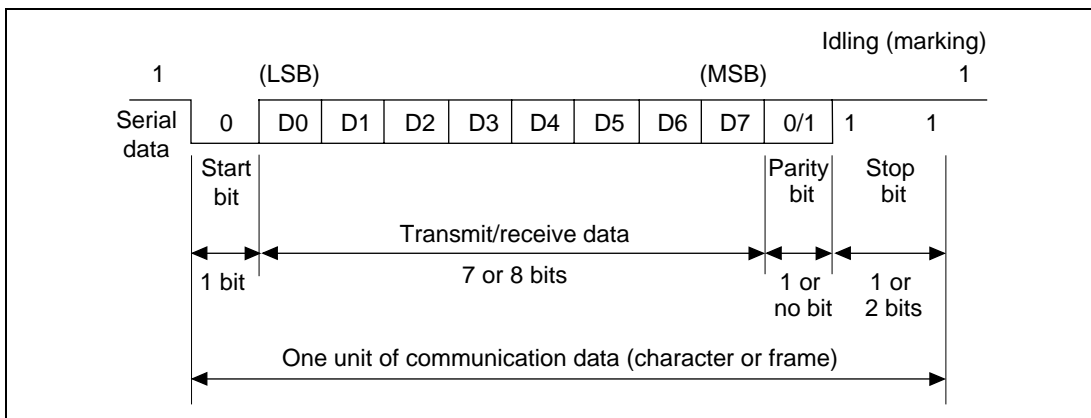 Idling (marking)
1 (LSB) (MSB) 1
Serial data 0 D0 D1 D2 D3 D4 D5 D6 D7 0/1 1 1
Start bit
Parity bit
Stop bit
Transmit/receive data
1 bit
7 or 8 bits
1 or no bit
1 or 2 bits
One unit of communication data (character or frame)